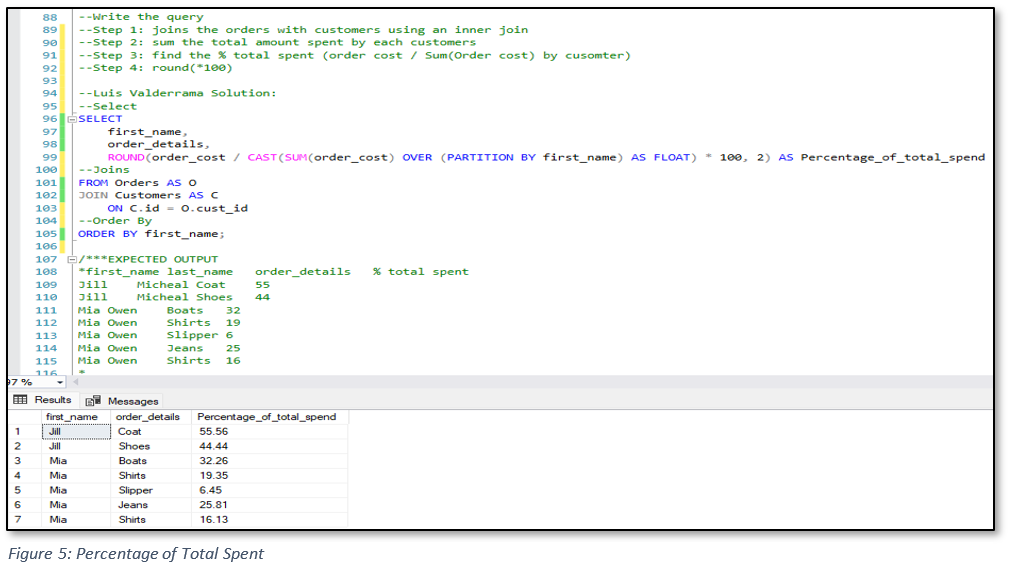 88 --Write the query
89 --Step 1: joins the orders with customers using an inner join
90 --Step 2: sum the total amount spent by each customers
91 --Step 3: find the % total spent (order cost / Sum(Order cost) by cusomter)
92 --Step 4: round(*100)
93
94 --Luis Valderrama Solution:
95 --Select
96 SELECT
97 first_name,
98 order_details,
99 ROUND(order_cost / CAST(SUM(order_cost) OVER (PARTITION BY first_name) AS FLOAT) * 100, 2) AS Percentage_of_total_spend
100 --Joins
101 FROM Orders AS O
102 JOIN Customers AS C
103 ON C.id = O.cust_id
104 --Order By
105 ORDER BY first_name;
106
107 /***EXPECTED OUTPUT
108 *first_name last_name order_details % total spent
109 Jill Micheal Coat 55
110 Jill Micheal Shoes 44
111 Mia Owen Boats 32
112 Mia Owen Shirts 19
113 Mia Owen Slipper 6
114 Mia Owen Jeans 25
115 Mia Owen Shirts 16
116 *
97 %
Results Messages
first_name order_details Percentage_of_total_spend
1 Jill Coat 55.56
2 Jill Shoes 44.44
3 Mia Boats 32.26
4 Mia Shirts 19.35
5 Mia Slipper 6.45
6 Mia Jeans 25.81
7 Mia Shirts 16.13
Figure 5: Percentage of Total Spent